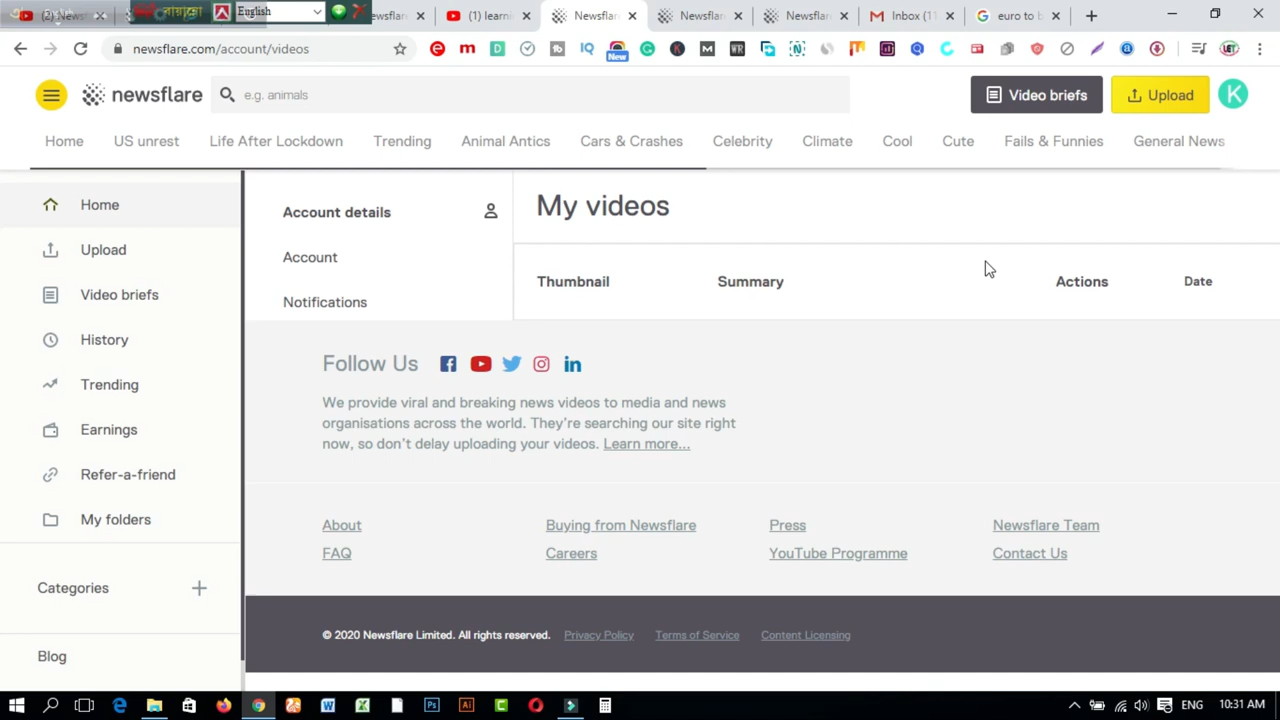 (2) News
English
ewsflare
(1) learne
Newsflar
Newsflar
Newsflar
Inbox (11
euro to b
newsflare.com/account/videos
New
newsflare
e.g. animals
Video briefs
Upload
K
Home
US unrest
Life After Lockdown
Trending
Animal Antics
Cars & Crashes
Celebrity
Climate
Cool
Cute
Fails & Funnies
General News
Home
Upload
Video briefs
History
Trending
Earnings
Refer-a-friend
My folders
Categories
Blog
Account details
Account
Notifications
My videos
Thumbnail
Summary
Actions
Date
Follow Us
We provide viral and breaking news videos to media and news
organisations across the world. They're searching our site right
now, so don't delay uploading your videos. Learn more...
About
Buying from Newsflare
Press
Newsflare Team
FAQ
Careers
YouTube Programme
Contact Us
© 2020 Newsflare Limited. All rights reserved.
Privacy Policy
Terms of Service
Content Licensing
ENG
10:31 AM